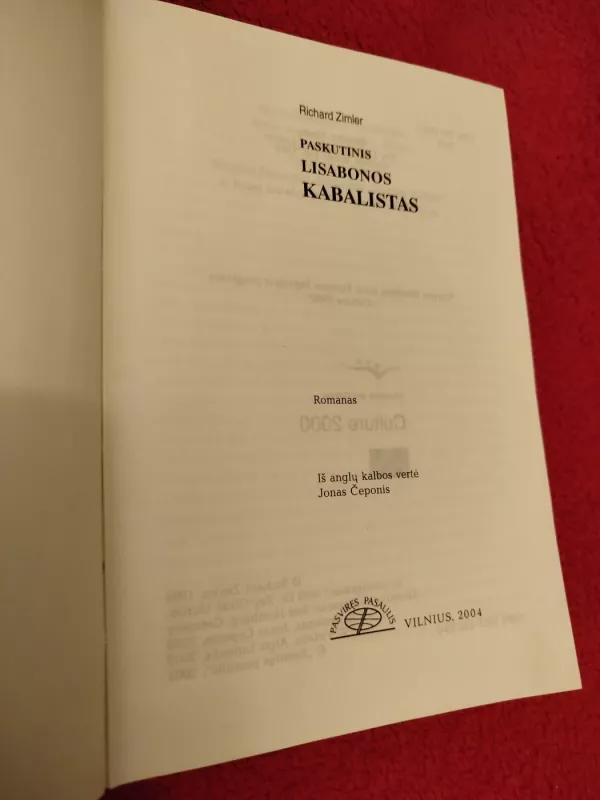 Richard Zimler
PASKUTINIS
LISABONOS
KABALISTAS
Romanas
Culture 2000
Iš anglų kalbos vertė
Jonas Čeponis
PASVIRĘS PASAULIS
VILNIUS, 2004